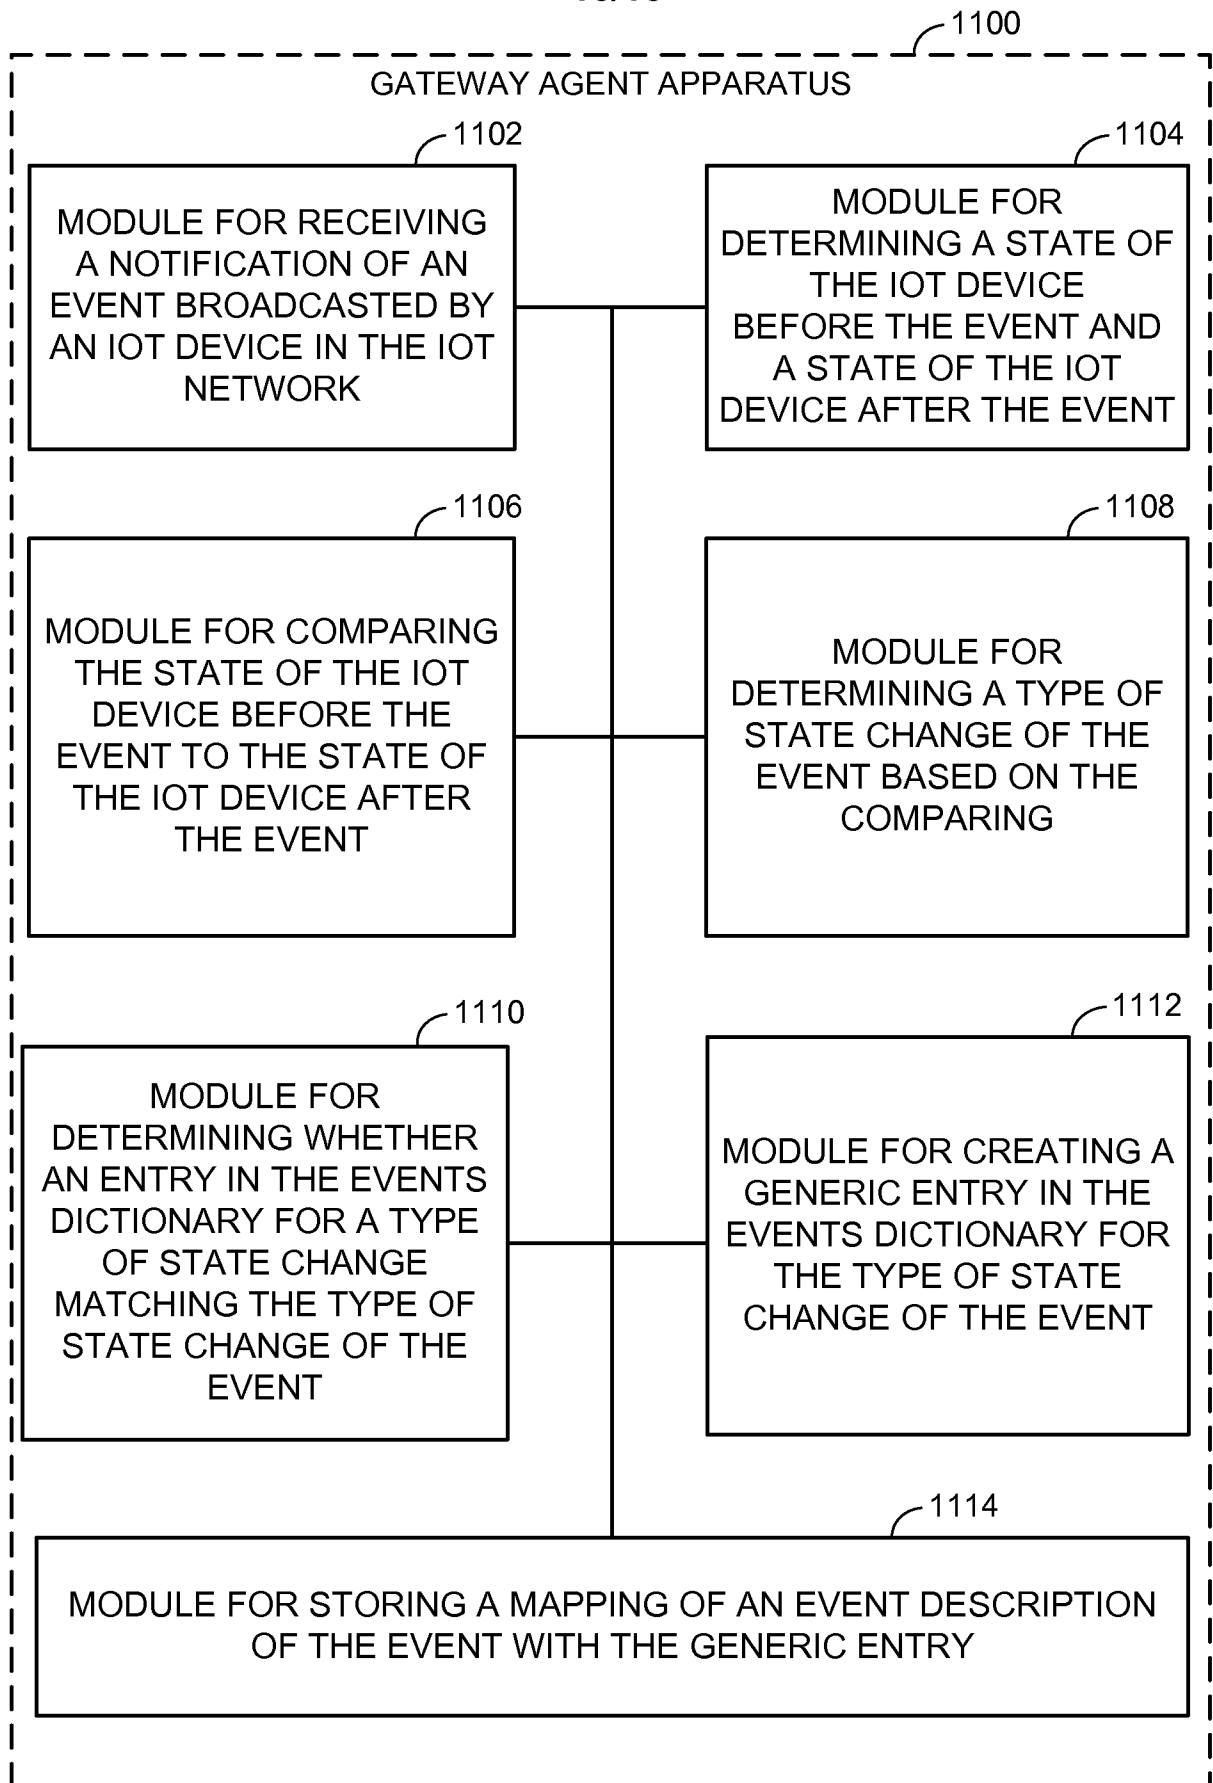 1100
GATEWAY AGENT APPARATUS
1102
MODULE FOR RECEIVING
A NOTIFICATION OF AN
EVENT BROADCASTED BY
AN IOT DEVICE IN THE IOT
NETWORK
1104
MODULE FOR
DETERMINING A STATE OF
THE IOT DEVICE
BEFORE THE EVENT AND
A STATE OF THE IOT
DEVICE AFTER THE EVENT
1106
MODULE FOR COMPARING
THE STATE OF THE IOT
DEVICE BEFORE THE
EVENT TO THE STATE OF
THE IOT DEVICE AFTER
THE EVENT
1108
MODULE FOR
DETERMINING A TYPE OF
STATE CHANGE OF THE
EVENT BASED ON THE
COMPARING
1110
MODULE FOR
DETERMINING WHETHER
AN ENTRY IN THE EVENTS
DICTIONARY FOR A TYPE
OF STATE CHANGE
MATCHING THE TYPE OF
STATE CHANGE OF THE
EVENT
1112
MODULE FOR CREATING A
GENERIC ENTRY IN THE
EVENTS DICTIONARY FOR
THE TYPE OF STATE
CHANGE OF THE EVENT
1114
MODULE FOR STORING A MAPPING OF AN EVENT DESCRIPTION
OF THE EVENT WITH THE GENERIC ENTRY